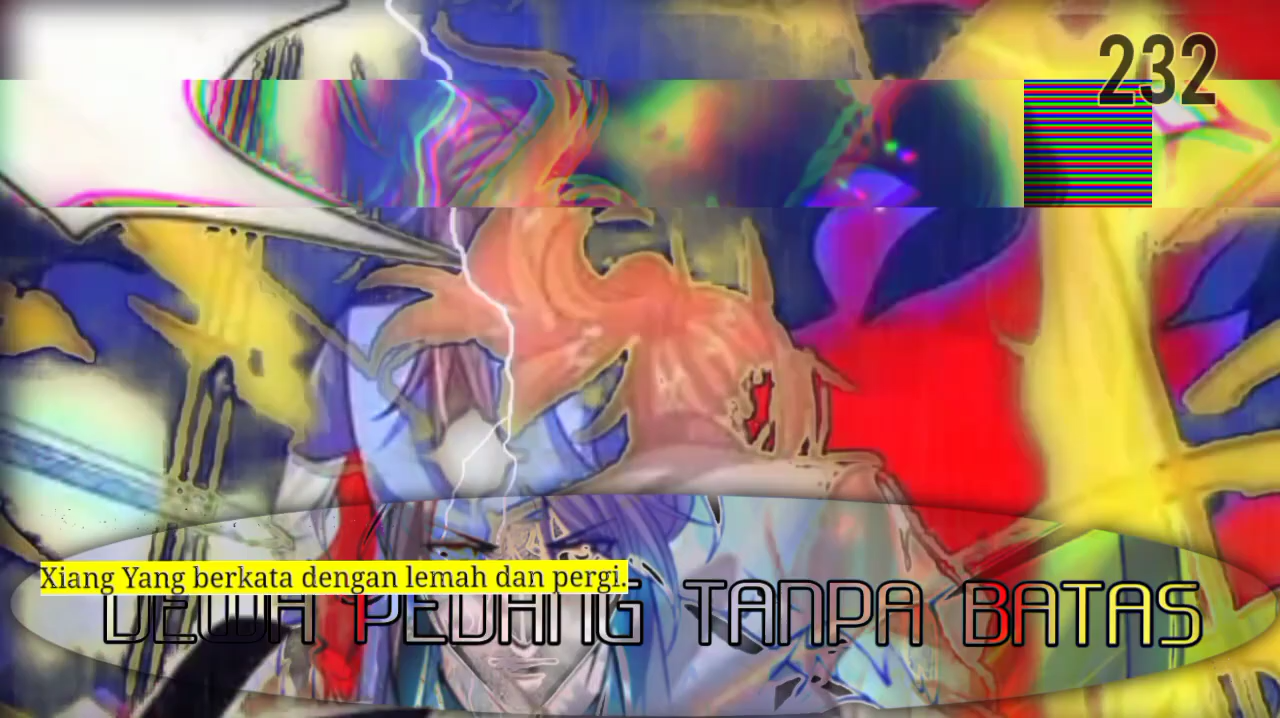 232
Xiang Yang berkata dengan lemah dan pergi.
DEWA PEDANG TANPA BATAS